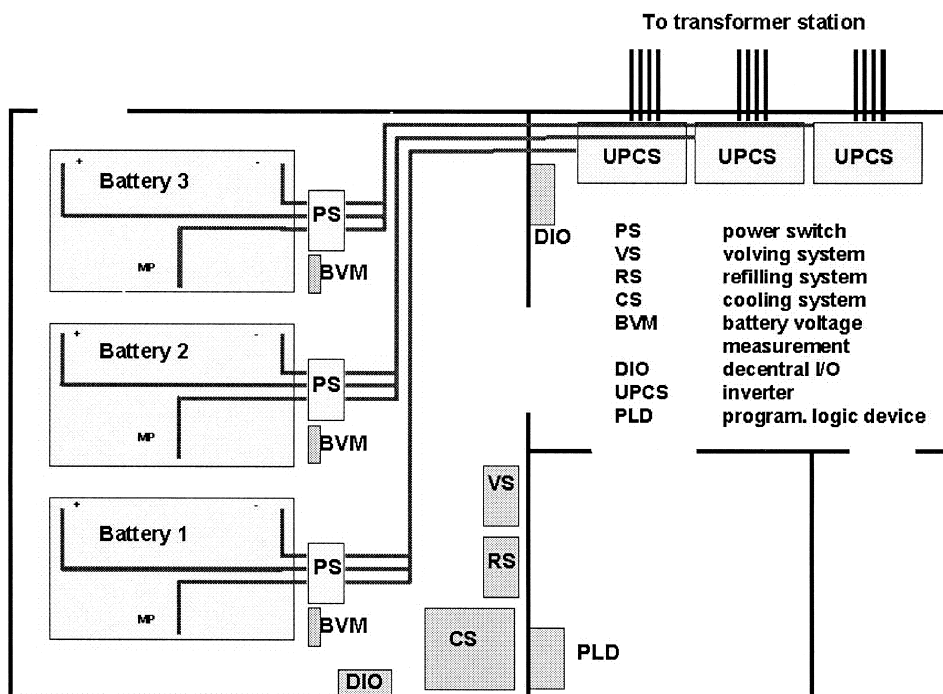 To transformer station
+ -
Battery 3
PS
MP
BVM
UPCS UPCS UPCS
DIO
PS power switch
VS volving system
RS refilling system
CS cooling system
BVM battery voltage
measurement
DIO decentral I/O
UPCS inverter
PLD program. logic device
+ -
Battery 2
PS
MP
BVM
+ -
Battery 1
PS
MP
BVM
VS
RS
CS
PLD
DIO